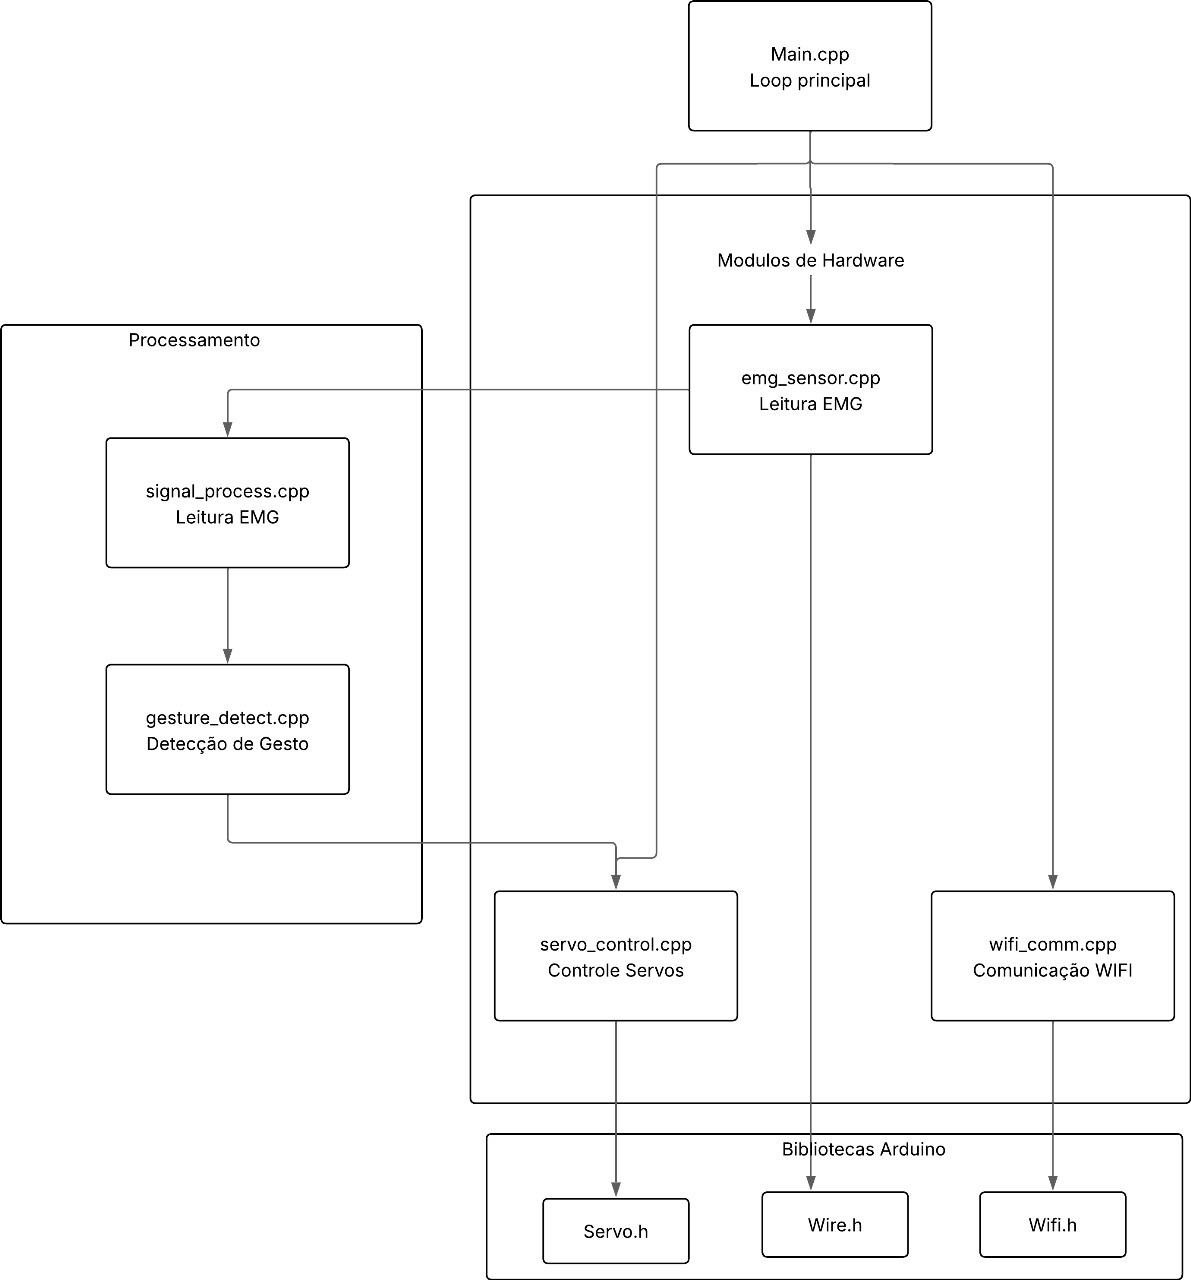 Main.cpp
Loop principal
Modulos de Hardware
Processamento
emg_sensor.cpp
Leitura EMG
signal_process.cpp
Leitura EMG
gesture_detect.cpp
Detecção de Gesto
servo_control.cpp
Controle Servos
wifi_comm.cpp
Comunicação WIFI
Bibliotecas Arduino
Servo.h
Wire.h
Wifi.h